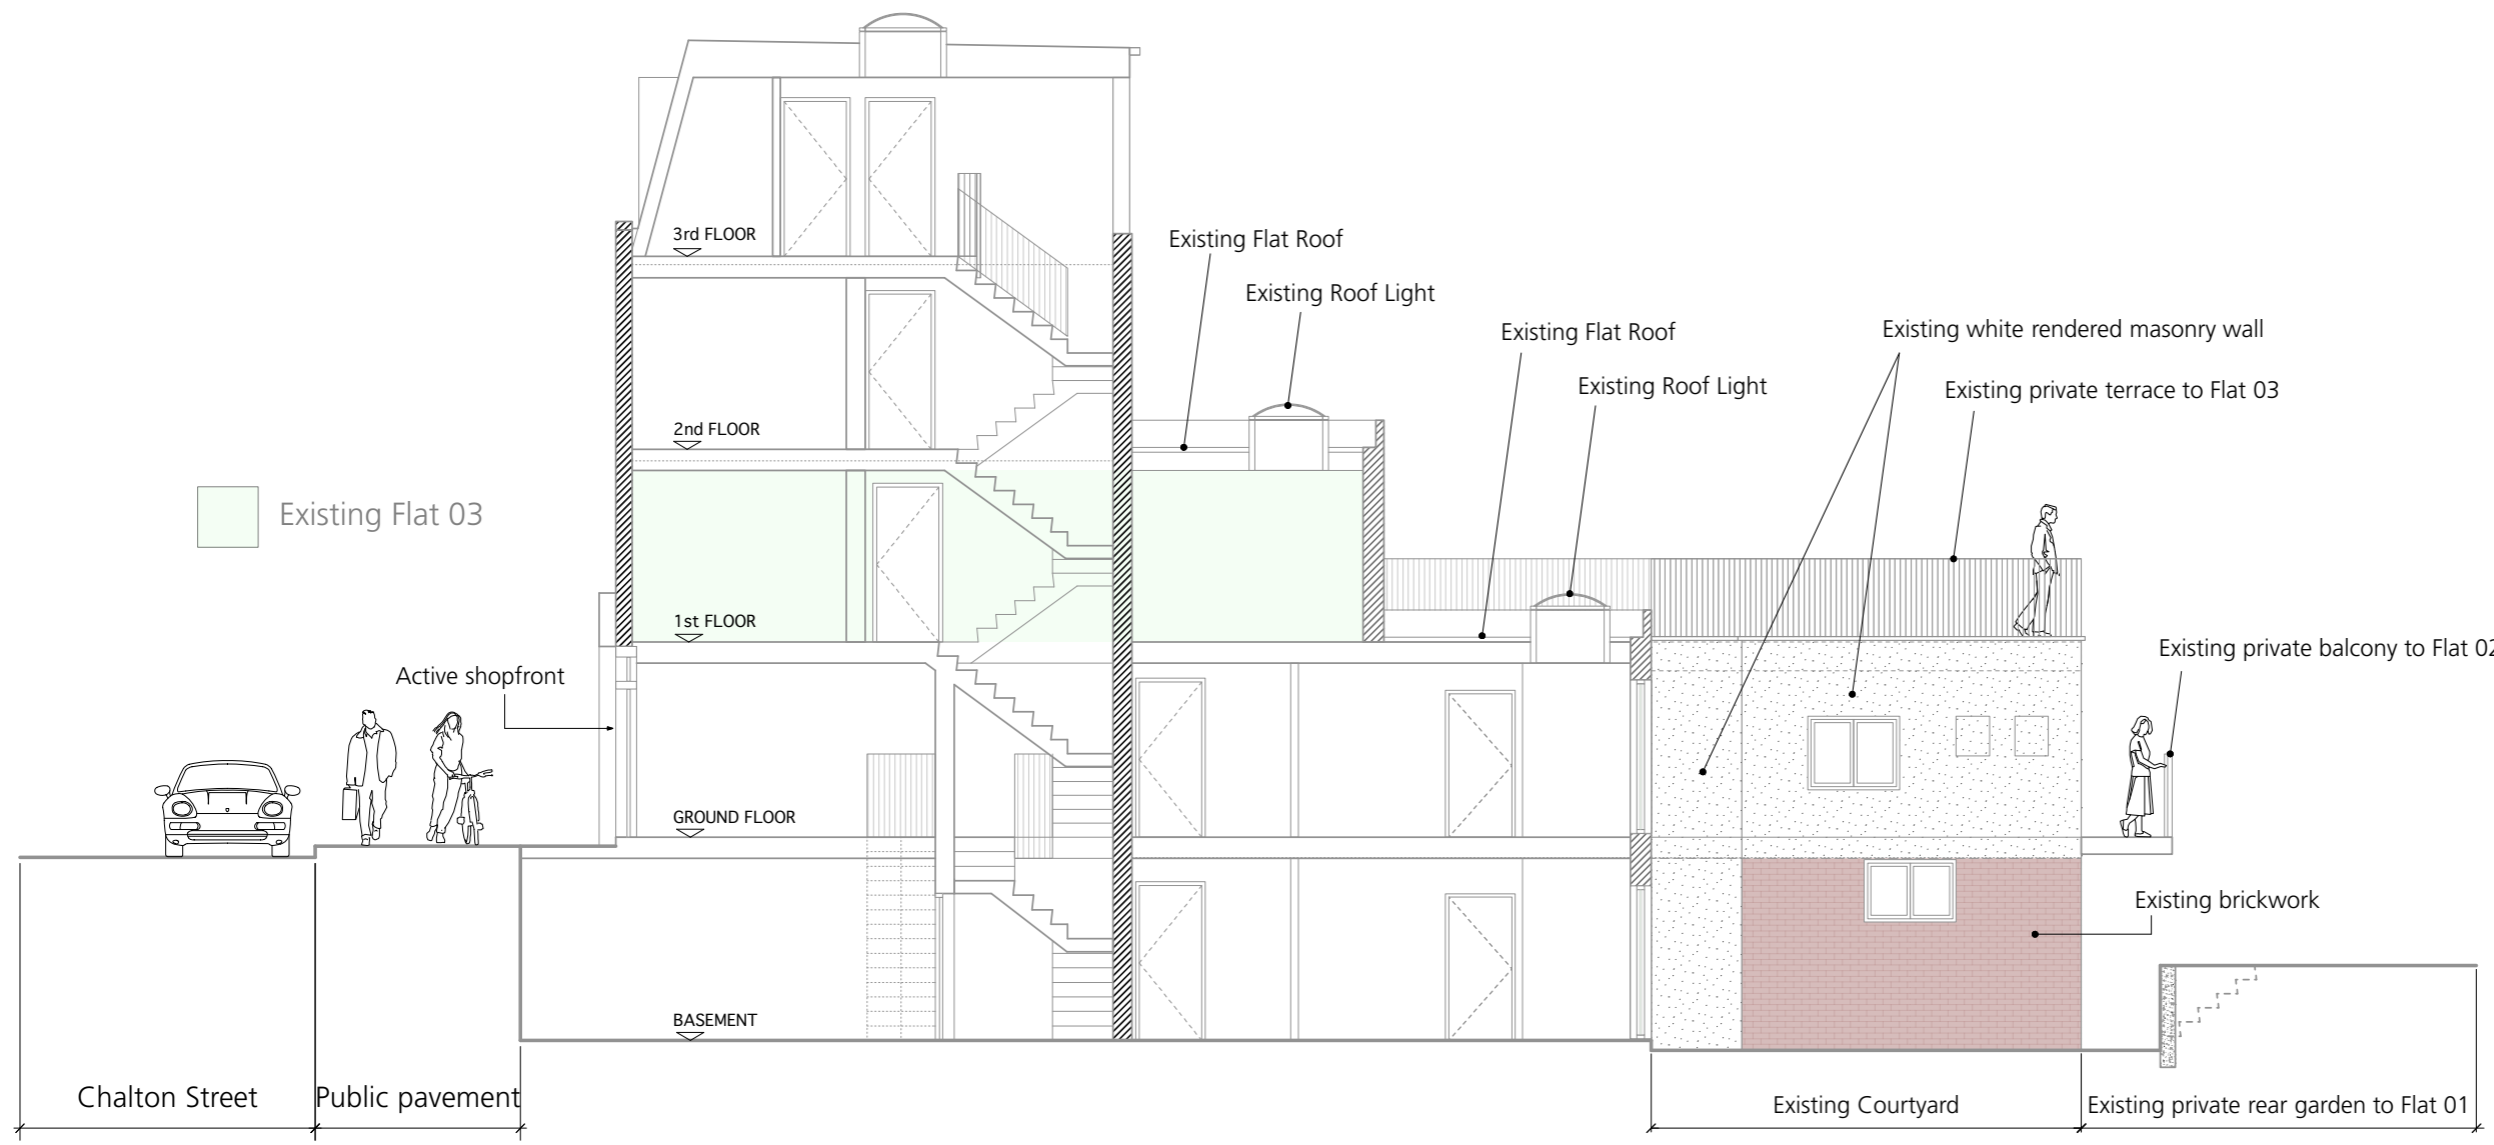 3rd FLOOR
Existing Flat Roof
Existing Roof Light
Existing Flat Roof
Existing white rendered masonry wall
Existing Roof Light
Existing private terrace to Flat 03
2nd FLOOR
Existing Flat 03
1st FLOOR
Existing private balcony to Flat 02
Active shopfront
GROUND FLOOR
Existing brickwork
BASEMENT
Chalton Street
Public pavement
Existing Courtyard
Existing private rear garden to Flat 01